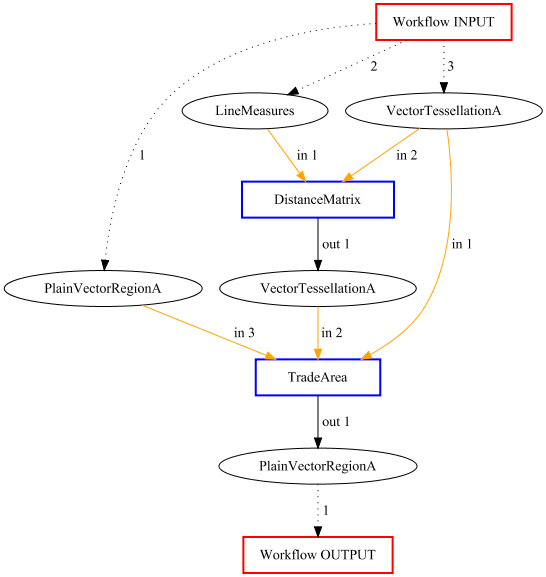 Workflow INPUT
2
3
LineMeasures
VectorTessellationA
1
in 1
in 2
DistanceMatrix
out 1
in 1
PlainVectorRegionA
VectorTessellationA
in 3
in 2
TradeArea
out 1
PlainVectorRegionA
1
Workflow OUTPUT